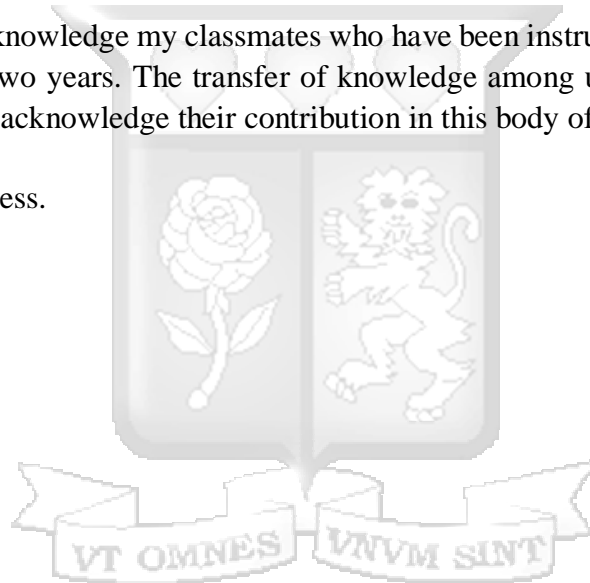 knowledge my classmates who have been instru
wo years. The transfer of knowledge among u
acknowledge their contribution in this body of
ess.
VT OMNES VNVM SINT